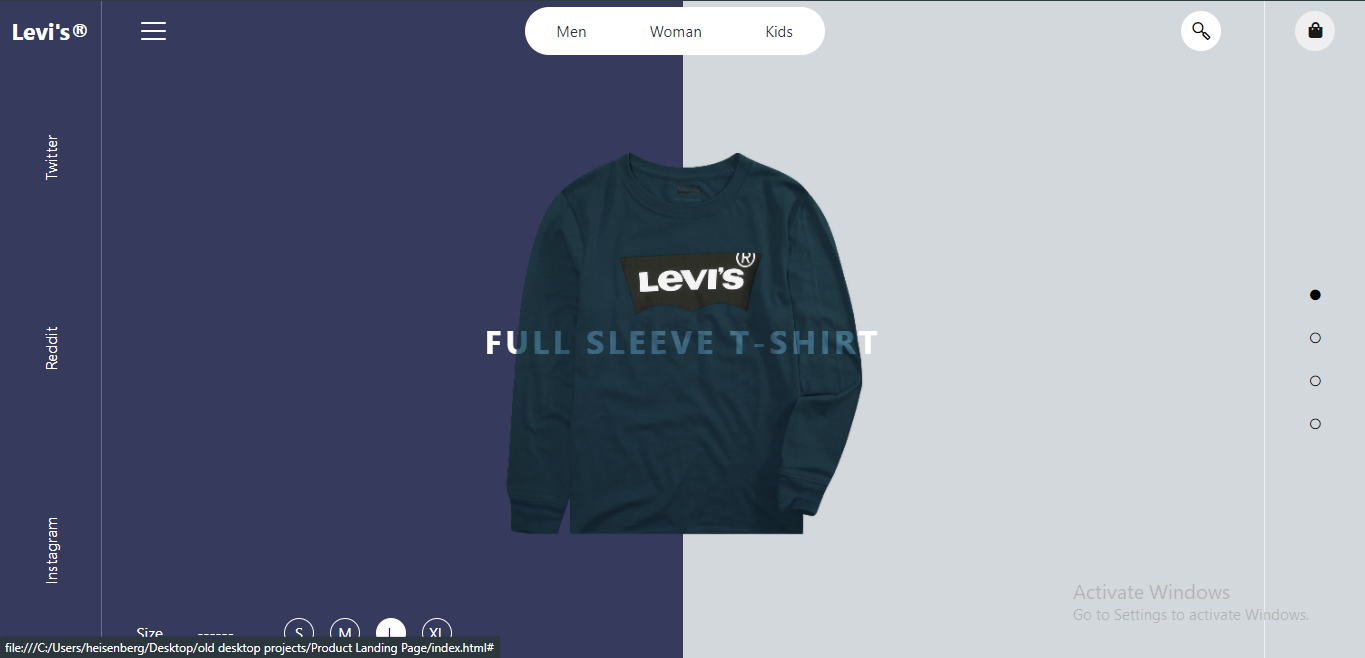 Levi's®
Men
Woman
Kids
Twitter
Reddit
Instagram
LEVI'S®
FULL SLEEVE T-SHIRT
Size ------ S M L XL
Activate Windows
Go to Settings to activate Windows.
file:///C:/Users/heisenberg/Desktop/old desktop projects/Product Landing Page/index.html#